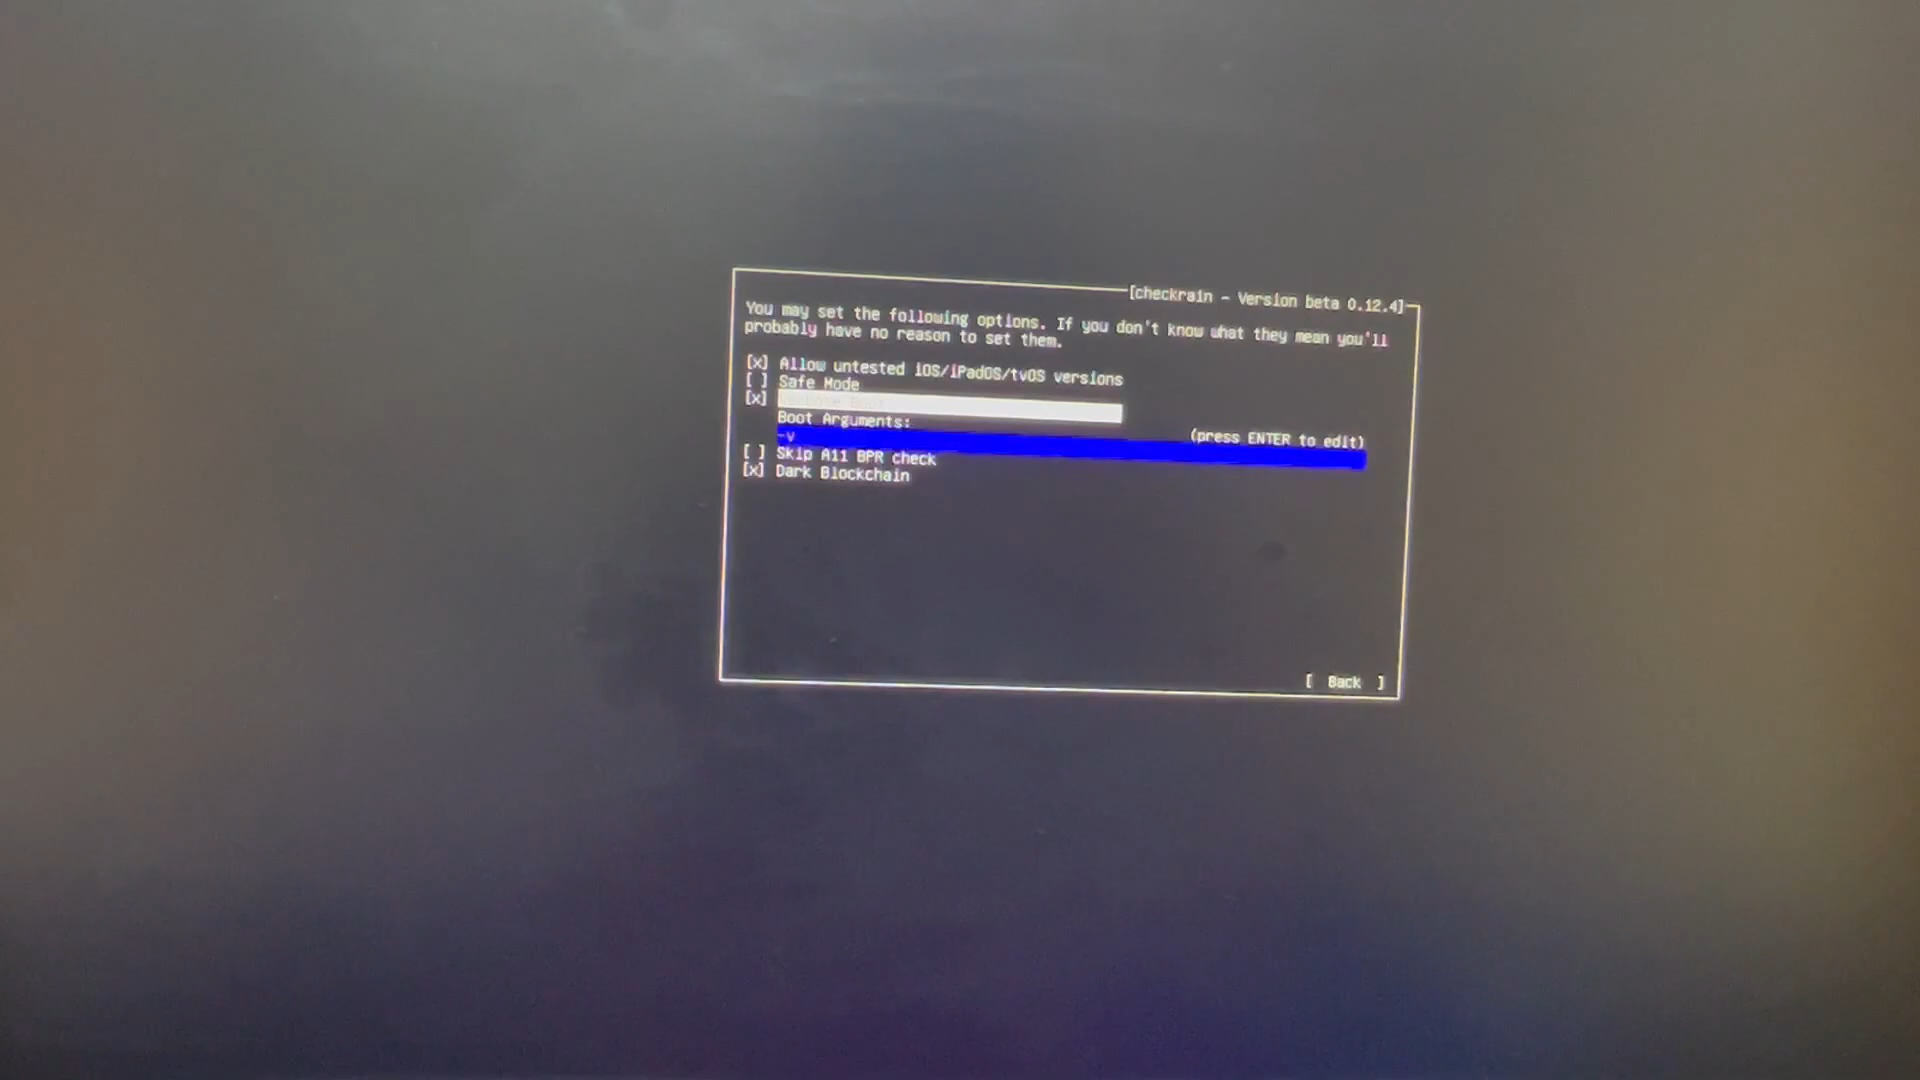 [checkra1n - Version beta 0.12.4]
You may set the following options. If you don't know what they mean you'll
probably have no reason to set them.
[x] Allow untested iOS/iPadOS/tvOS versions
[ ] Safe Mode
[x]
Boot Arguments:
-v (press ENTER to edit)
[ ] Skip A11 BPR check
[x] Dark Blockchain
[ Back ]